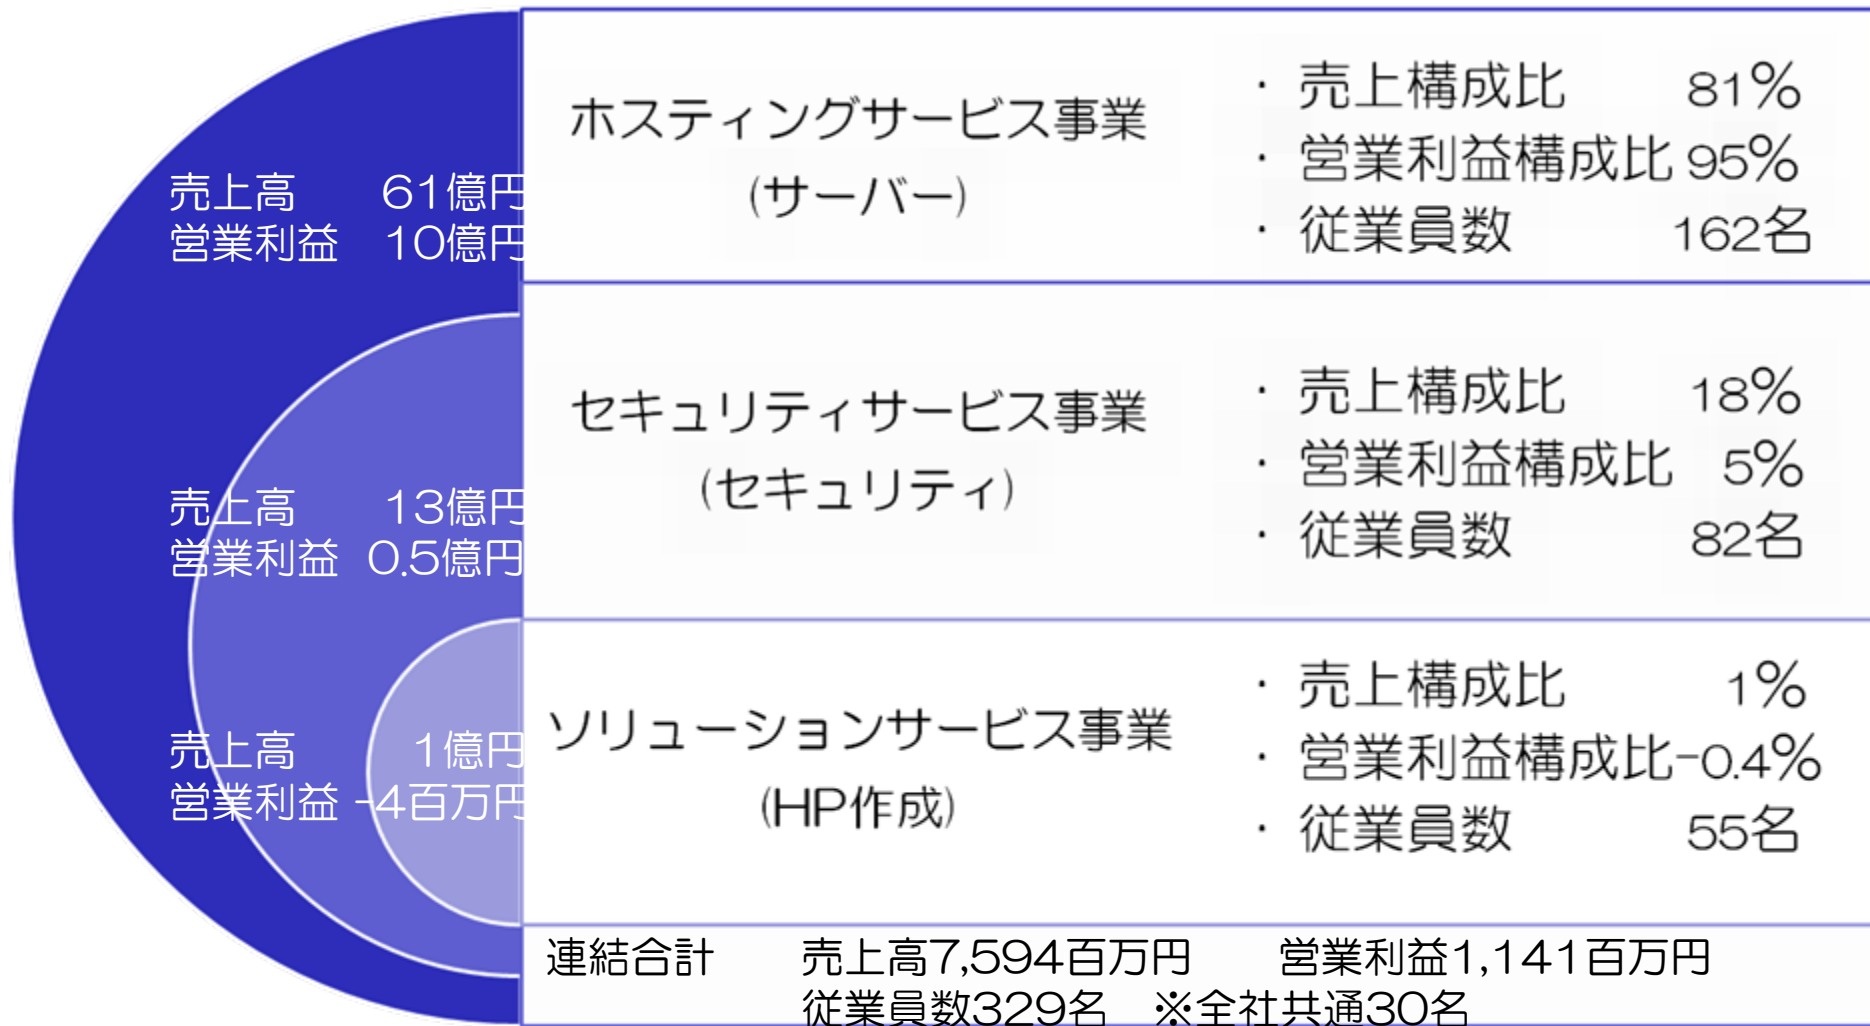 売上高 61億円
営業利益 10億円
ホスティングサービス事業
(サーバー)
・ 売上構成比 81%
・ 営業利益構成比 95%
・ 従業員数 162名
売上高 13億円
営業利益 0.5億円
セキュリティサービス事業
(セキュリティ)
・ 売上構成比 18%
・ 営業利益構成比 5%
・ 従業員数 82名
売上高 1億円
営業利益 -4百万円
ソリューションサービス事業
(HP作成)
・ 売上構成比 1%
・ 営業利益構成比-0.4%
・ 従業員数 55名
連結合計 売上高7,594百万円 営業利益1,141百万円
従業員数329名 ※全社共通30名